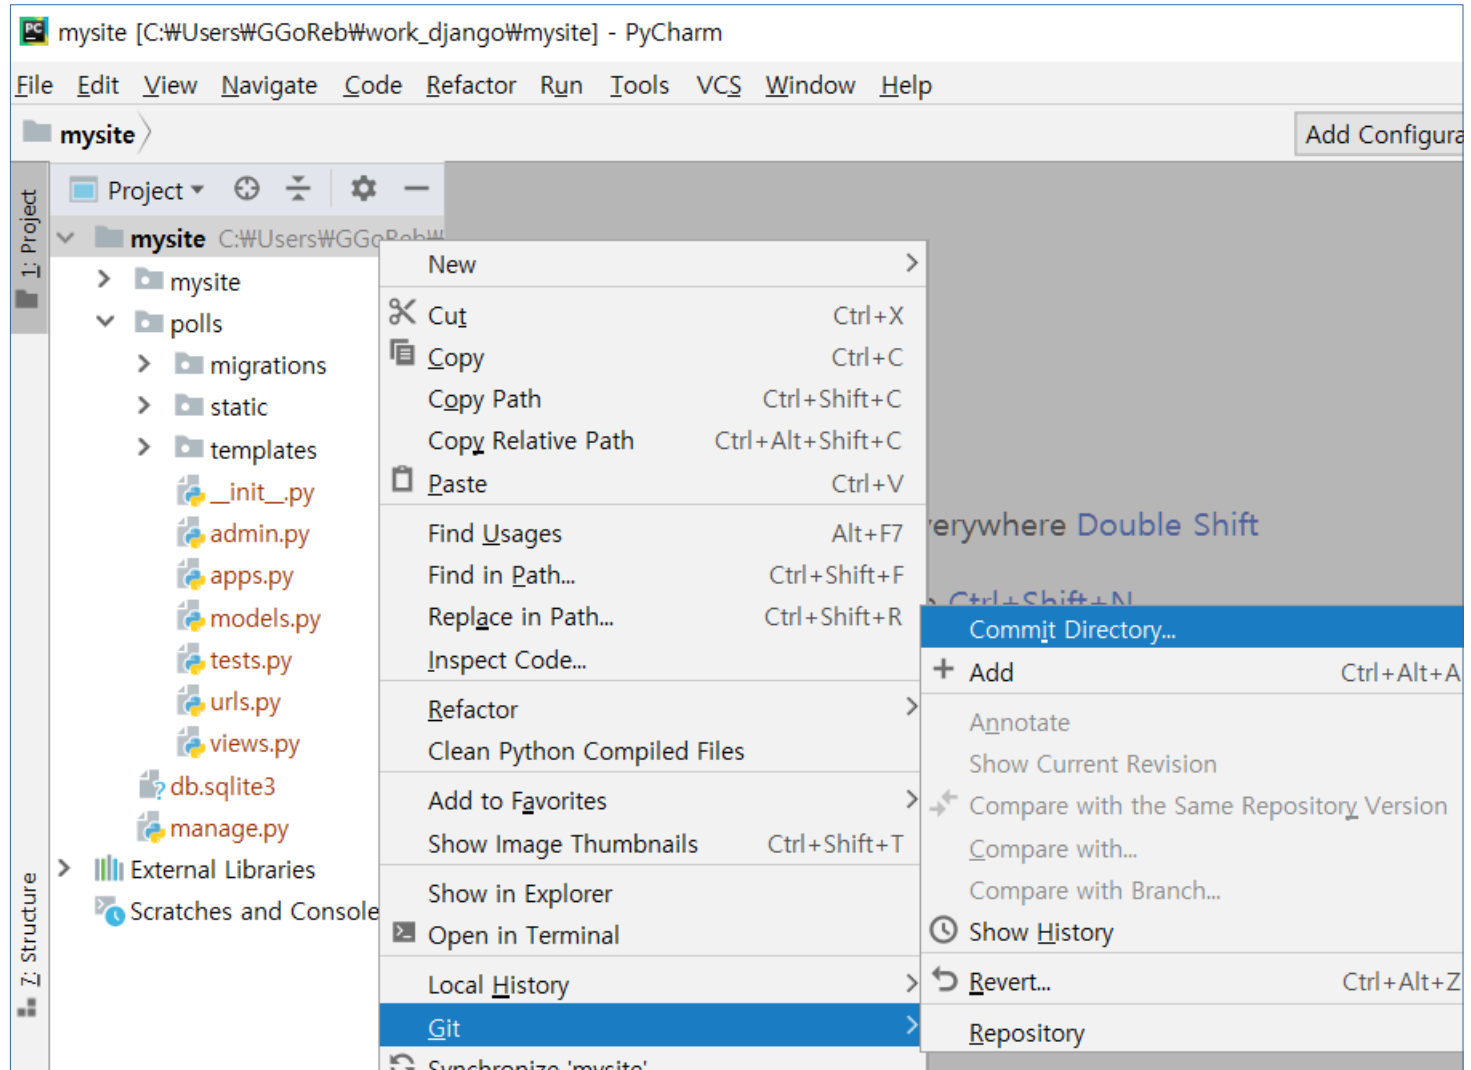 PC mysite [C:₩Users₩GGoReb₩work_django₩mysite] - PyCharm
File Edit View Navigate Code Refactor Run Tools VCS Window Help
mysite
Add Configura
1: Project
Project
mysite C:₩Users₩GGoReb₩
mysite
polls
migrations
static
templates
__init__.py
admin.py
apps.py
models.py
tests.py
urls.py
views.py
db.sqlite3
manage.py
External Libraries
Scratches and Console
Z: Structure
New
Cut Ctrl+X
Copy Ctrl+C
Copy Path Ctrl+Shift+C
Copy Relative Path Ctrl+Alt+Shift+C
Paste Ctrl+V
Find Usages Alt+F7
Find in Path... Ctrl+Shift+F
Replace in Path... Ctrl+Shift+R
Inspect Code...
Refactor
Clean Python Compiled Files
Add to Favorites
Show Image Thumbnails Ctrl+Shift+T
Show in Explorer
Open in Terminal
Local History
Git
Synchronize 'mysite'
erywhere Double Shift
Ctrl+Shift+N
Commit Directory...
Add Ctrl+Alt+A
Annotate
Show Current Revision
Compare with the Same Repository Version
Compare with...
Compare with Branch...
Show History
Revert... Ctrl+Alt+Z
Repository